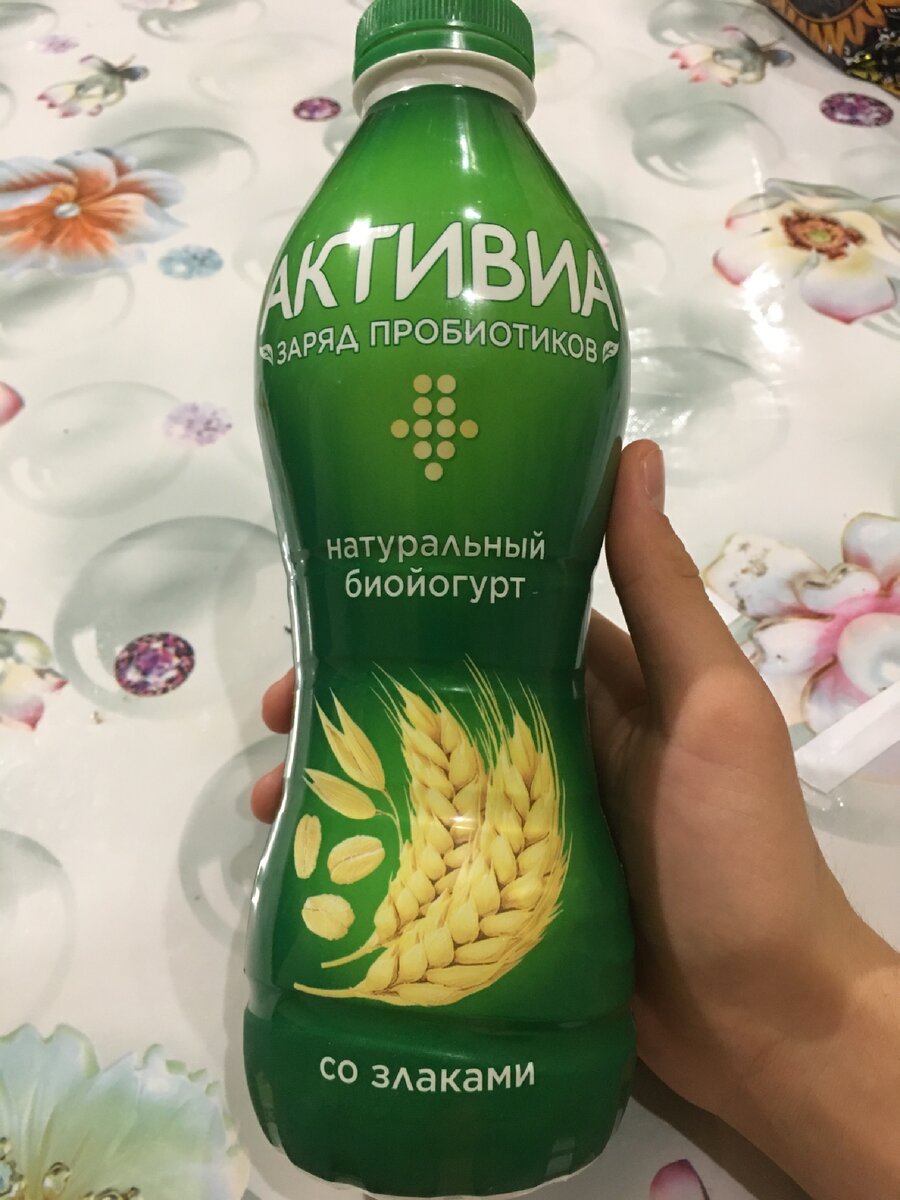 АКТИВИА
ЗАРЯД ПРОБИОТИКОВ
натуральный
биойогурт
со злаками